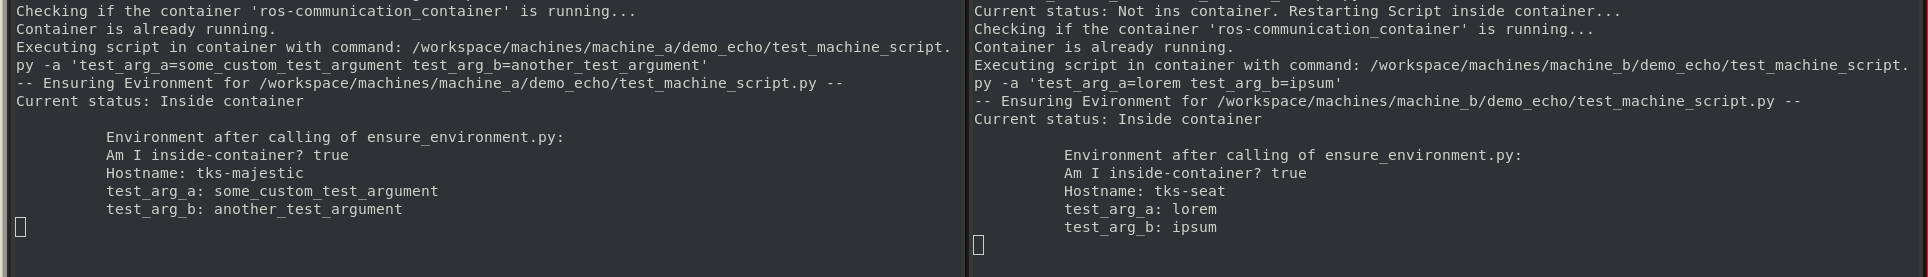 Checking if the container 'ros-communication_container' is running...
Container is already running.
Executing script in container with command: /workspace/machines/machine_a/demo_echo/test_machine_script.
py -a 'test_arg_a=some_custom_test_argument test_arg_b=another_test_argument'
-- Ensuring Evironment for /workspace/machines/machine_a/demo_echo/test_machine_script.py --
Current status: Inside container
Environment after calling of ensure_environment.py:
Am I inside-container? true
Hostname: tks-majestic
test_arg_a: some_custom_test_argument
test_arg_b: another_test_argument
Current status: Not ins container. Restarting Script inside container...
Checking if the container 'ros-communication_container' is running...
Container is already running.
Executing script in container with command: /workspace/machines/machine_b/demo_echo/test_machine_script.
py -a 'test_arg_a=lorem test_arg_b=ipsum'
-- Ensuring Evironment for /workspace/machines/machine_b/demo_echo/test_machine_script.py --
Current status: Inside container
Environment after calling of ensure_environment.py:
Am I inside-container? true
Hostname: tks-seat
test_arg_a: lorem
test_arg_b: ipsum